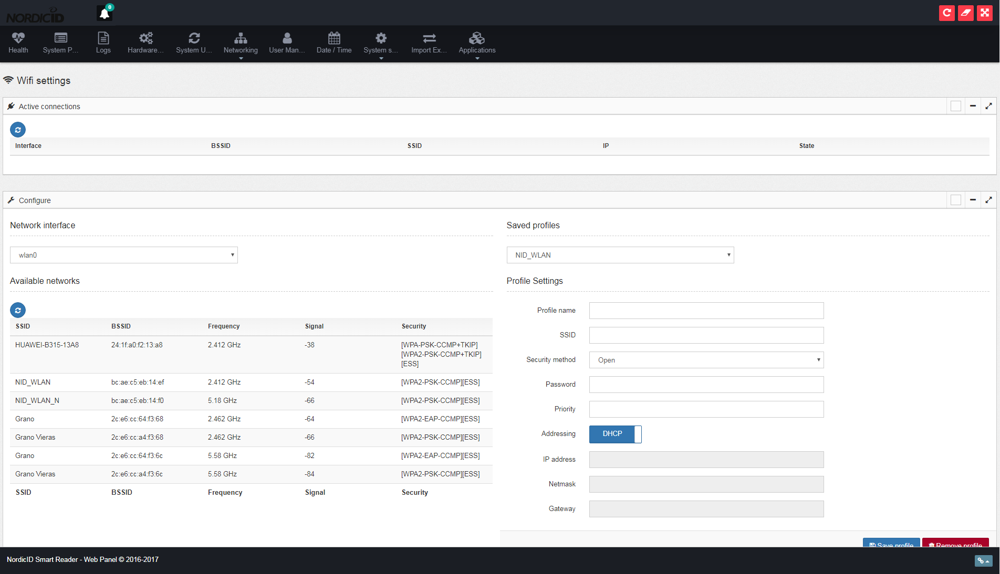 NORDICID
0
Health
System P...
Logs
Hardware...
System U...
Networking
User Man...
Date / Time
System s...
Import Ex...
Applications
Wifi settings
Active connections
Interface BSSID SSID IP State
Configure
Network interface
wlan0
Available networks
SSID BSSID Frequency Signal Security
HUAWEI-B315-13A8 24:1f:a0:f2:13:a8 2.412 GHz -38 [WPA-PSK-CCMP+TKIP]
[WPA2-PSK-CCMP+TKIP]
[ESS]
NID_WLAN bc:ae:c5:eb:14:ef 2.412 GHz -54 [WPA2-PSK-CCMP][ESS]
NID_WLAN_N bc:ae:c5:eb:14:f0 5.18 GHz -66 [WPA2-PSK-CCMP][ESS]
Grano 2c:e6:cc:64:f3:68 2.462 GHz -64 [WPA2-EAP-CCMP][ESS]
Grano Vieras 2c:e6:cc:a4:f3:68 2.462 GHz -66 [WPA2-PSK-CCMP][ESS]
Grano 2c:e6:cc:64:f3:6c 5.58 GHz -82 [WPA2-EAP-CCMP][ESS]
Grano Vieras 2c:e6:cc:a4:f3:6c 5.58 GHz -84 [WPA2-PSK-CCMP][ESS]
SSID BSSID Frequency Signal Security
Saved profiles
NID_WLAN
Profile Settings
Profile name
SSID
Security method Open
Password
Priority
Addressing DHCP
IP address
Netmask
Gateway
Save profile
Remove profile
NordicID Smart Reader - Web Panel © 2016-2017